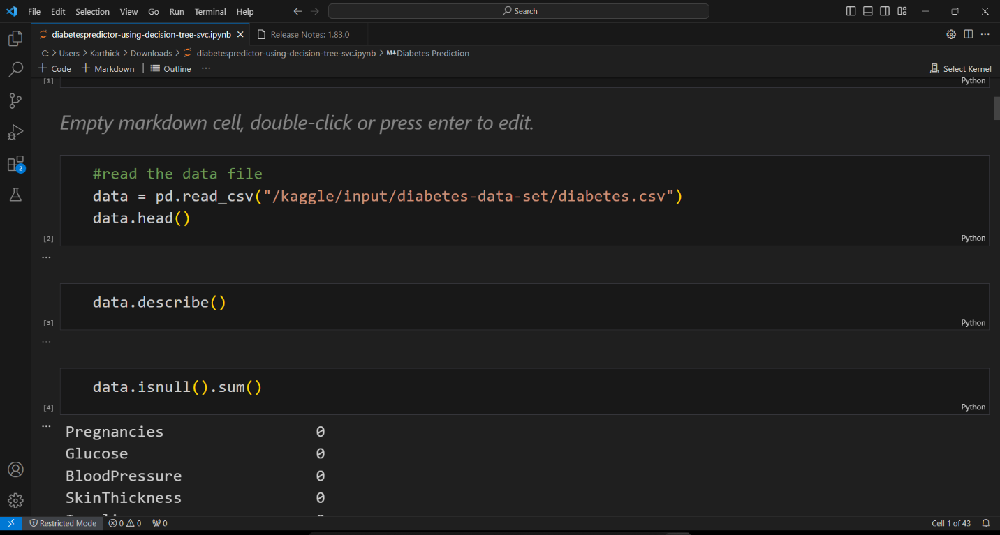 File Edit Selection View Go Run Terminal Help Search
diabetespredictor-using-decision-tree-svc.ipynb Release Notes: 1.83.0
C: > Users > Karthick > Downloads > diabetespredictor-using-decision-tree-svc.ipynb > M↓Diabetes Prediction
+ Code + Markdown | Outline ...
Select Kernel
[1] Python
Empty markdown cell, double-click or press enter to edit.
#read the data file
data = pd.read_csv("/kaggle/input/diabetes-data-set/diabetes.csv")
data.head()
[2] Python
...
data.describe()
[3] Python
...
data.isnull().sum()
[4] Python
...
Pregnancies 0
Glucose 0
BloodPressure 0
SkinThickness 0
2
Restricted Mode 0 0 0 Cell 1 of 43